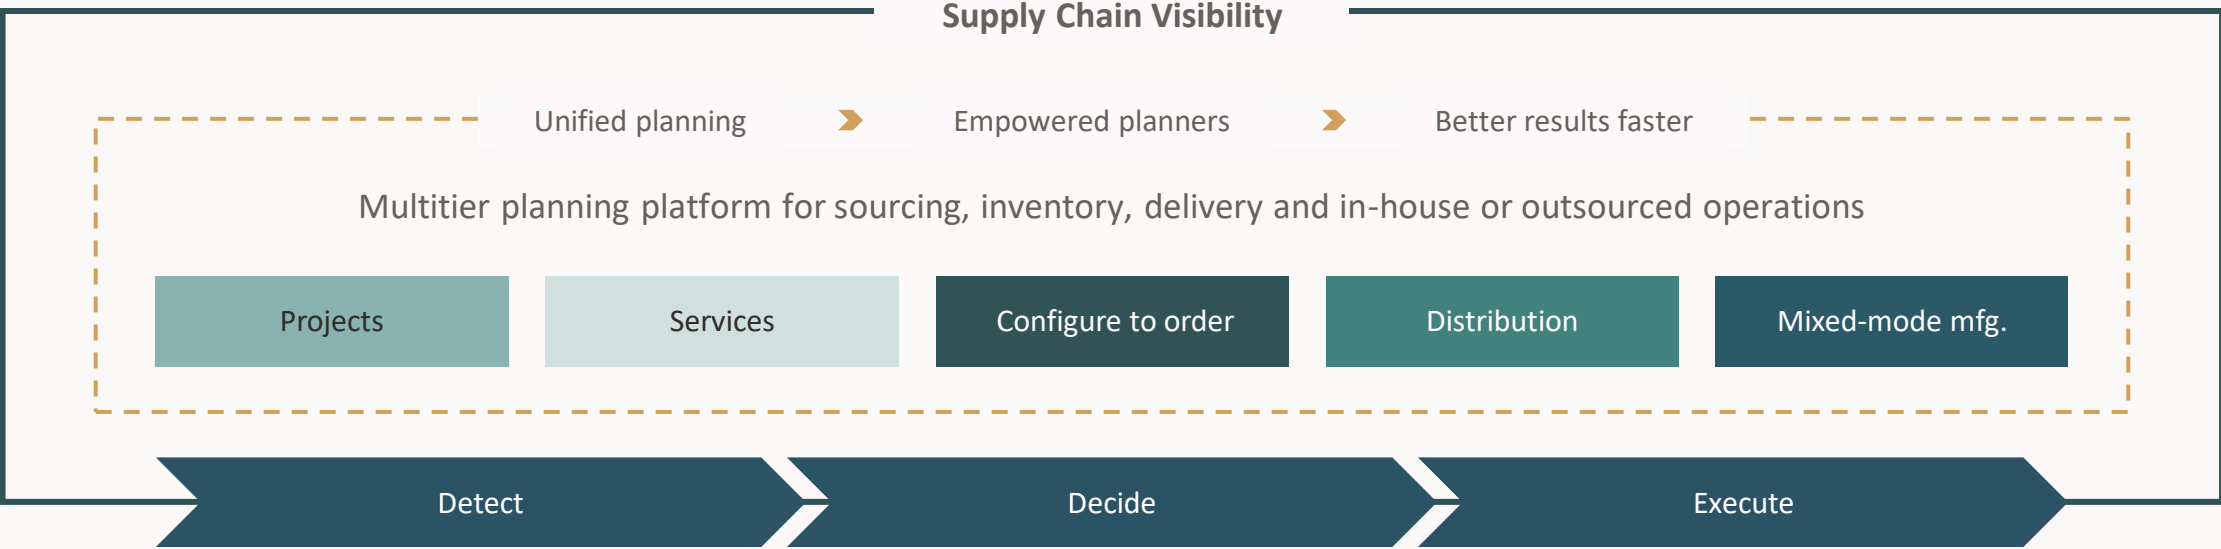 Supply Chain Visibility
Unified planning
Empowered planners
Better results faster
Multitier planning platform for sourcing, inventory, delivery and in-house or outsourced operations
Projects
Services
Configure to order
Distribution
Mixed-mode mfg.
Detect
Decide
Execute